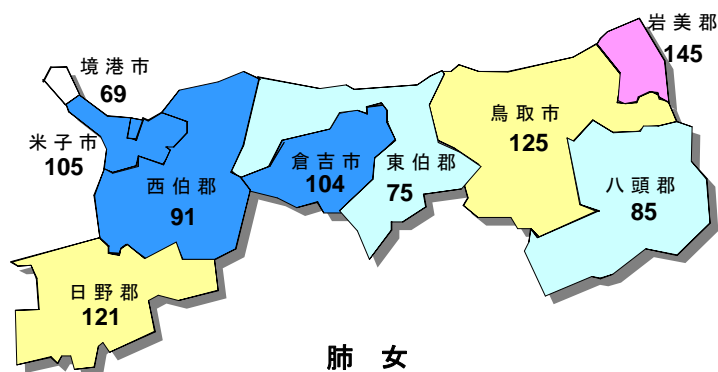 岩美郡
145
境港市
69
鳥取市
125
米子市
105
倉吉市
104
東伯郡
75
西伯郡
91
八頭郡
85
日野郡
121
肺 女